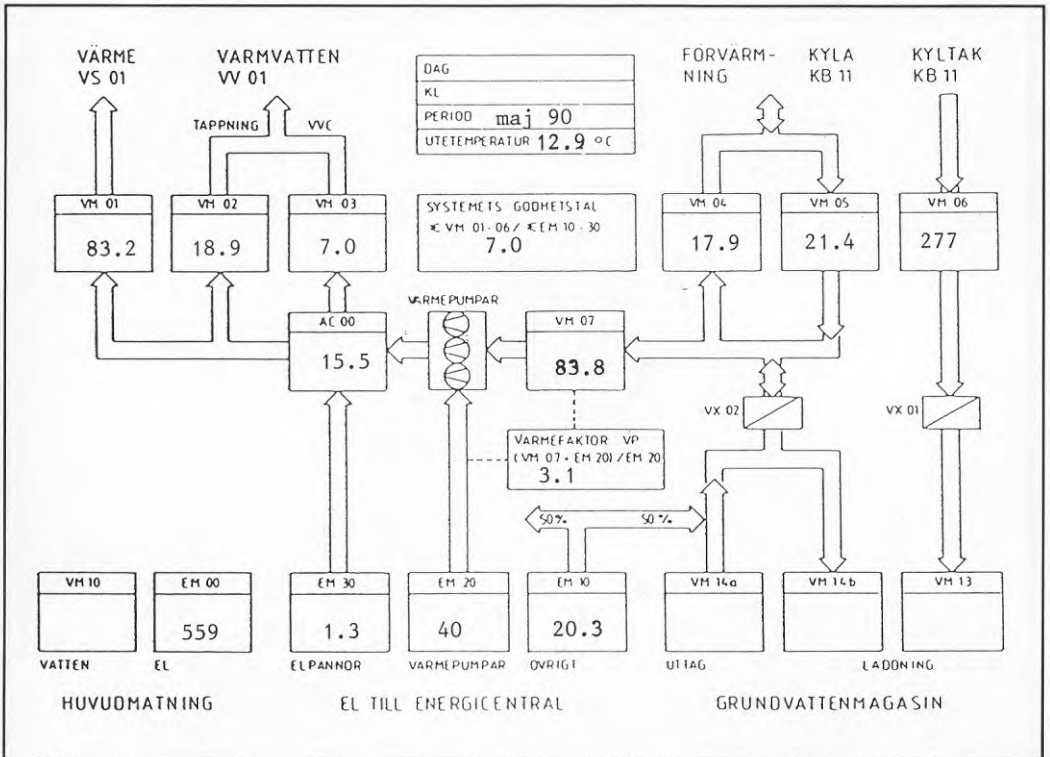 VÄRME
VS 01
VARMVATTEN
VV 01
TAPPNING
VVC
DAG
KL
PERIOD maj 90
UTETEMPERATUR 12.9 °C
FÖRVÄRM-
NING
KYLA
KB 11
KYLTAK
KB 11
VM 01
83.2
VM 02
18.9
VM 03
7.0
SYSTEMETS GODHETSTAL
Σ VM 01-06 / Σ EM 10-30
7.0
VM 04
17.9
VM 05
21.4
VM 06
277
AC 00
15.5
VÄRMEPUMPAR
VM 07
83.8
VX 02
VX 01
VÄRMEFAKTOR VP
(VM 07 + EM 20) / EM 20
3.1
50%
50 %
VM 10
VATTEN
EM 00
559
EL
EM 30
1.3
ELPANNOR
EM 20
40
VÄRMEPUMPAR
EM 10
20.3
ÖVRIGT
VM 14a
UTTAG
VM 14b
VM 13
LADDNING
HUVUDMATNING
EL TILL ENERGICENTRAL
GRUNDVATTENMAGASIN